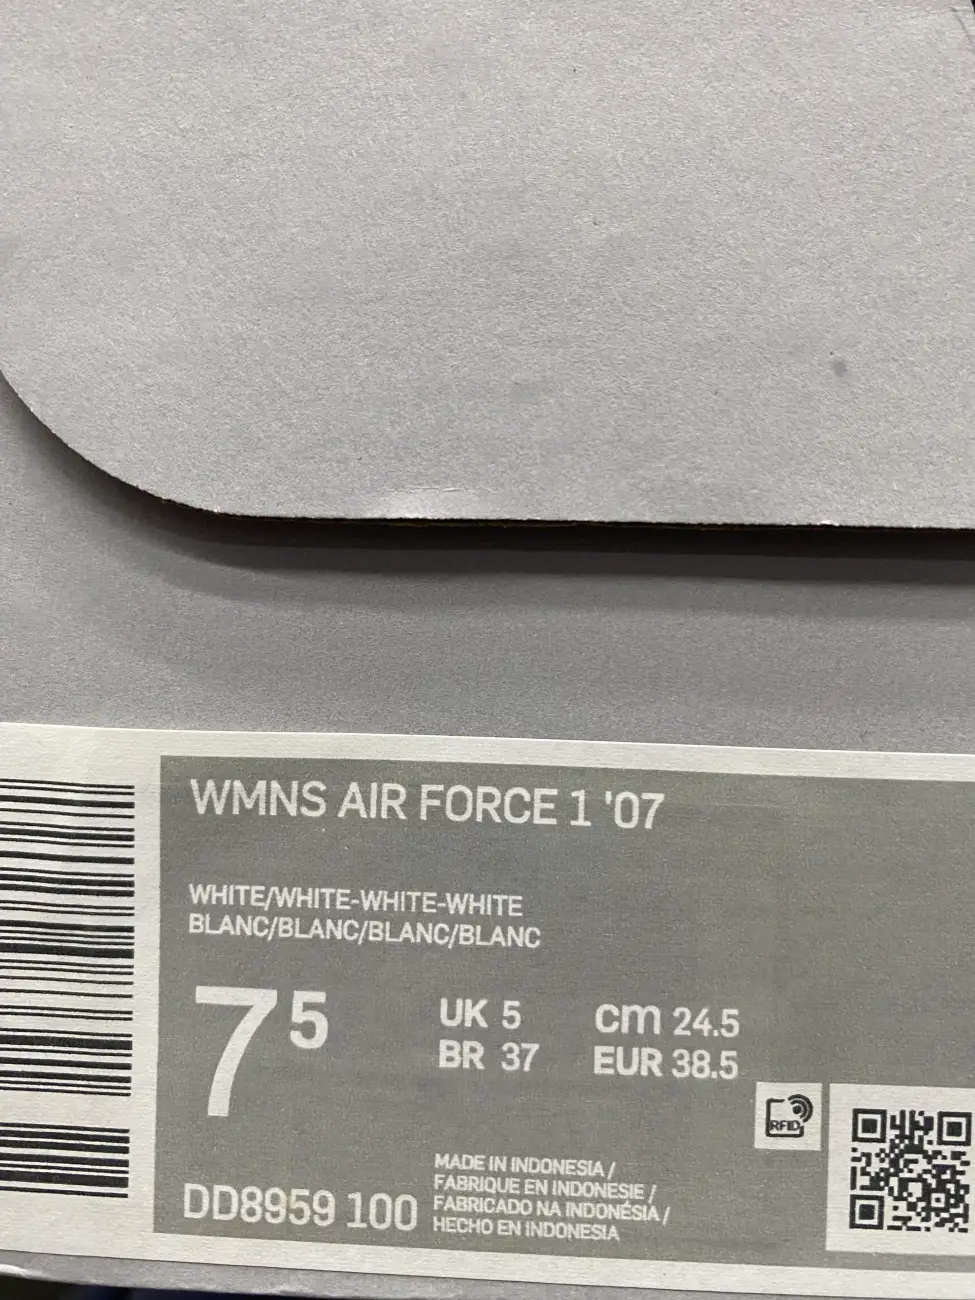 WMNS AIR FORCE 1 '07
WHITE/WHITE-WHITE-WHITE
BLANC/BLANC/BLANC/BLANC
7 5
UK 5 cm 24.5
BR 37 EUR 38.5
RFID
MADE IN INDONESIA /
FABRIQUE EN INDONESIE /
FABRICADO NA INDONÉSIA /
HECHO EN INDONESIA
DD8959 100